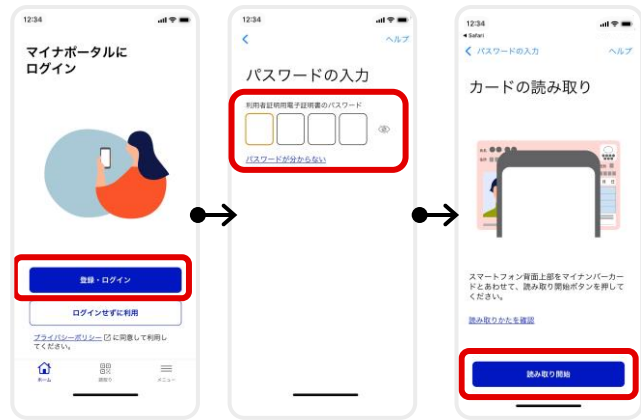 12:34
マイナポータルに
ログイン
登録・ログイン
ログインせずに利用
プライバシーポリシー に同意して利用し
てください。
ホーム
読取り
メニュー
12:34
ヘルプ
パスワードの入力
利用者証明用電子証明書のパスワード
パスワードが分からない
12:34
Safari
パスワードの入力
ヘルプ
カードの読み取り
スマートフォン背面上部をマイナンバーカー
ドとあわせて、読み取り開始ボタンを押して
ください。
読み取りかたを確認
読み取り開始